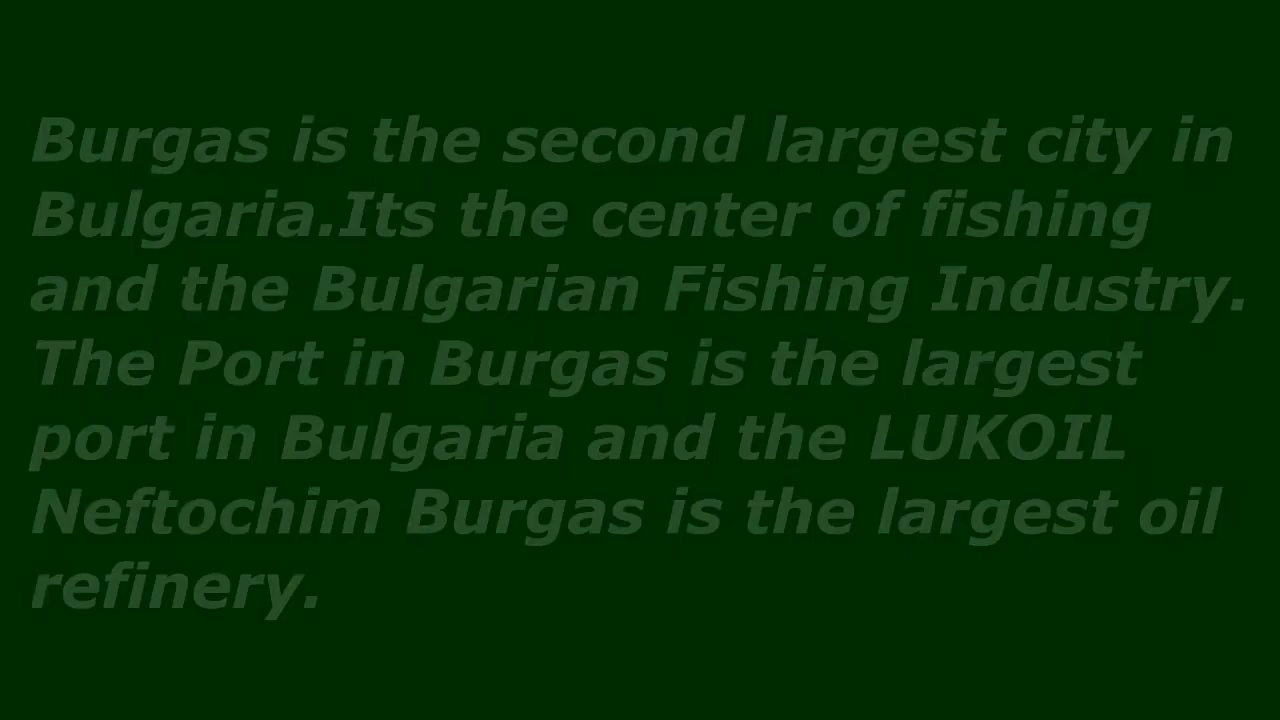 Burgas is the second largest city in
Bulgaria.Its the center of fishing
and the Bulgarian Fishing Industry.
The Port in Burgas is the largest
port in Bulgaria and the LUKOIL
Neftochim Burgas is the largest oil
refinery.